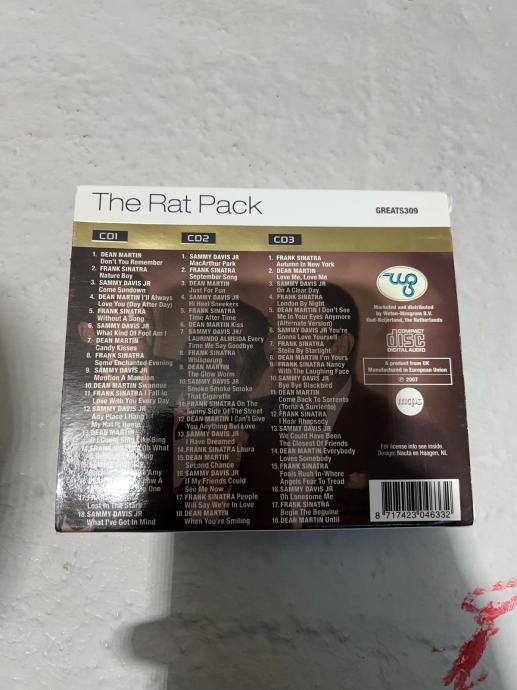 The Rat Pack
GREATS309
CD1
1. DEAN MARTIN
Don't You Remember
2. FRANK SINATRA
Nature Boy
3. SAMMY DAVIS JR
Come Sundown
4. DEAN MARTIN I'll Always
Love You (Day After Day)
5. FRANK SINATRA
Without A Song
6. SAMMY DAVIS JR
What Kind Of Fool Am I
7. DEAN MARTIN
Candy Kisses
8. FRANK SINATRA
Some Enchanted Evening
9. SAMMY DAVIS JR
Mention A Mansion
10. DEAN MARTIN Swannee
11. FRANK SINATRA I Fall Io
Love With You Every Day
12. SAMMY DAVIS JR
Any Place I Hang
My Hat Is Home
If I Could Sing Like Bing
17. FRANK SINATRA
Lost In The Stars
18. SAMMY DAVIS JR
What I've Got In Mind
CD2
1. SAMMY DAVIS JR
MacArthur Park
2. FRANK SINATRA
September Song
3. DEAN MARTIN
Just For Fun
4. SAMMY DAVIS JR
Hi Heal Sneekers
5. FRANK SINATRA
Time After Time
6. DEAN MARTIN Kiss
7. SAMMY DAVIS JR/
LAURINDO ALMEIDA Every
Time We Say Goodbye
8. FRANK SINATRA
Whispering
9. DEAN MARTIN
The Glow Worm
10. SAMMY DAVIS JR
Smoke Smoke Smoke
That Cigarette
11. FRANK SINATRA On The
Sunny Side Of The Street
12. DEAN MARTIN I Can't Give
You Anything But Love
13. SAMMY DAVIS JR
I Have Dreamed
14. FRANK SINATRA Laura
15. DEAN MARTIN
Second Chance
16. SAMMY DAVIS JR
If My Friends Could
See Me Now
17. FRANK SINATRA People
Will Say We're In Love
18. DEAN MARTIN
When You're Smiling
CD3
1. FRANK SINATRA
Autumn In New York
2. DEAN MARTIN
Love Me, Love Me
3. SAMMY DAVIS JR
On A Clear Day
4. FRANK SINATRA
London By Night
5. DEAN MARTIN I Don't See
Me In Your Eyes Anymore
(Alternate Version)
6. SAMMY DAVIS JR You're
Gonna Love Yourself
7. FRANK SINATRA
Stella By Starlight
8. DEAN MARTIN I'm Yours
9. FRANK SINATRA Nancy
With The Laughing Face
10. SAMMY DAVIS JR
Bye Bye Blackbird
11. DEAN MARTIN
Come Back To Sorrento
(Torna A Surriento)
12. FRANK SINATRA
I Hear Rhapsody
13. SAMMY DAVIS JR
We Could Have Been
The Closest Of Friends
14. DEAN MARTIN Everybody
Loves Somebody
15. FRANK SINATRA
Fools Rush In-Where
Angels Fear To Tread
16. SAMMY DAVIS JR
Oh Lonesome Me
17. FRANK SINATRA
Begin The Beguine
18. DEAN MARTIN Until
wg
Marketed and distributed
by Weton-Wesgram B.V.
Oud-Beijerland, the Netherlands
COMPACT
disc
DIGITAL AUDIO
A product from UK
Manufactured in European Union
℗ © 2007
mcps
For license info see inside.
Design: Nauta en Haagen, NL
8 717423 046332